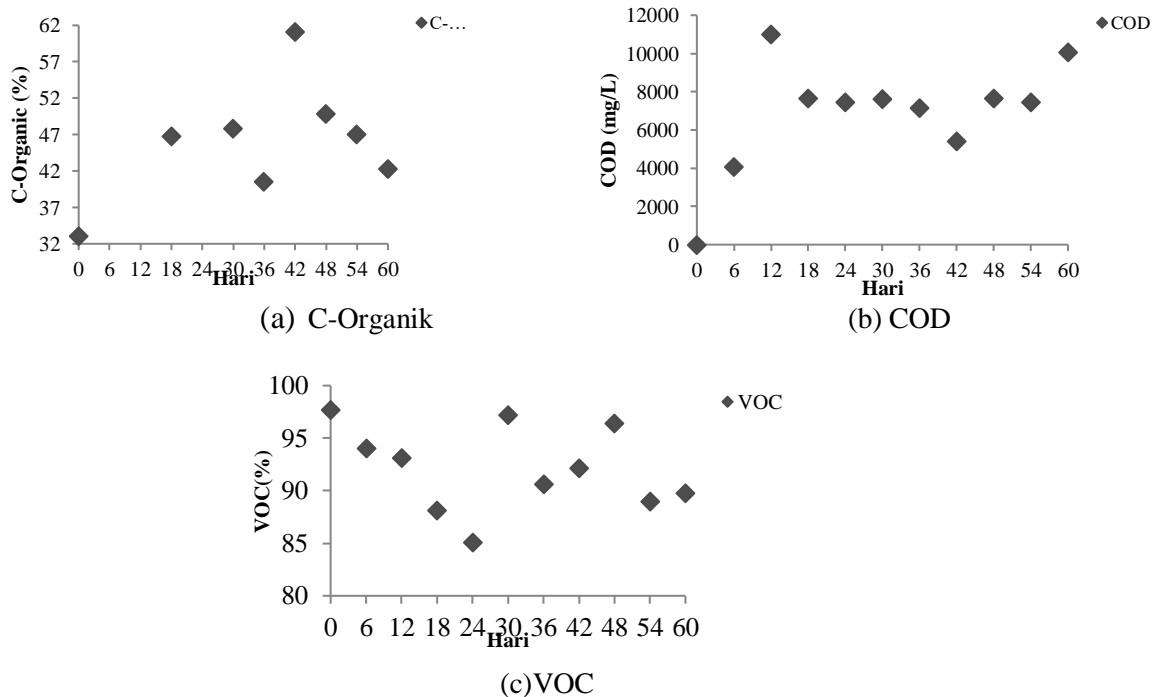 62
57
52
47
42
37
32
C-Organic (%)
0 6 12 18 24 30 36 42 48 54 60
Hari
C-...
(a) C-Organik
12000
10000
8000
6000
4000
2000
0
COD (mg/L)
0 6 12 18 24 30 36 42 48 54 60
Hari
COD
(b) COD
100
95
90
85
80
VOC(%)
0 6 12 18 24 30 36 42 48 54 60
Hari
VOC
(c)VOC